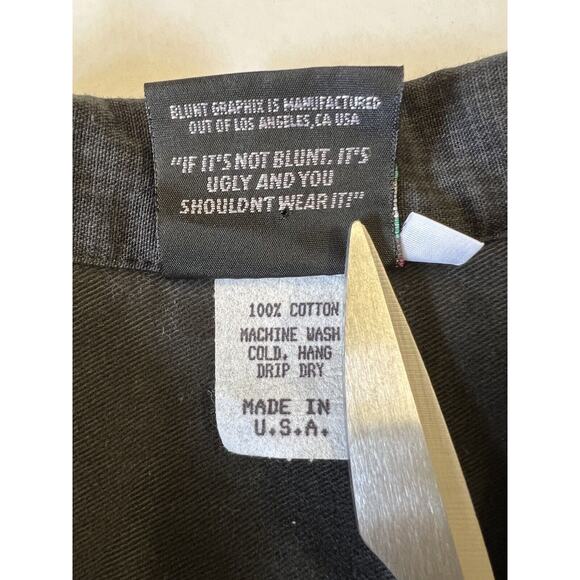 BLUNT GRAPHIX IS MANUFACTURED
OUT OF LOS ANGELES, CA USA
"IF IT'S NOT BLUNT, IT'S
UGLY AND YOU
SHOULDNT WEAR IT!"
100% COTTON
MACHINE WASH
COLD, HANG
DRIP DRY
MADE IN
U.S.A.